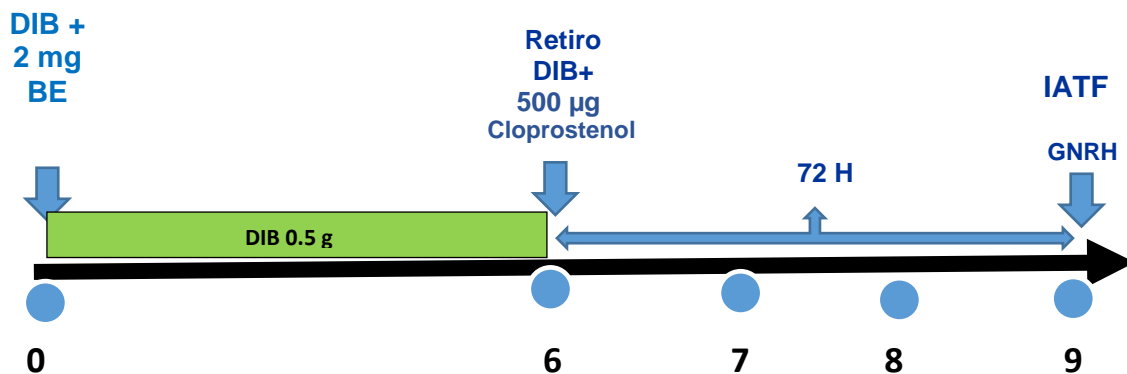 DIB +
2 mg
BE
Retiro
DIB+
500 µg
Cloprostenol
IATF
GNRH
72 H
DIB 0.5 g
0
6
7
8
9